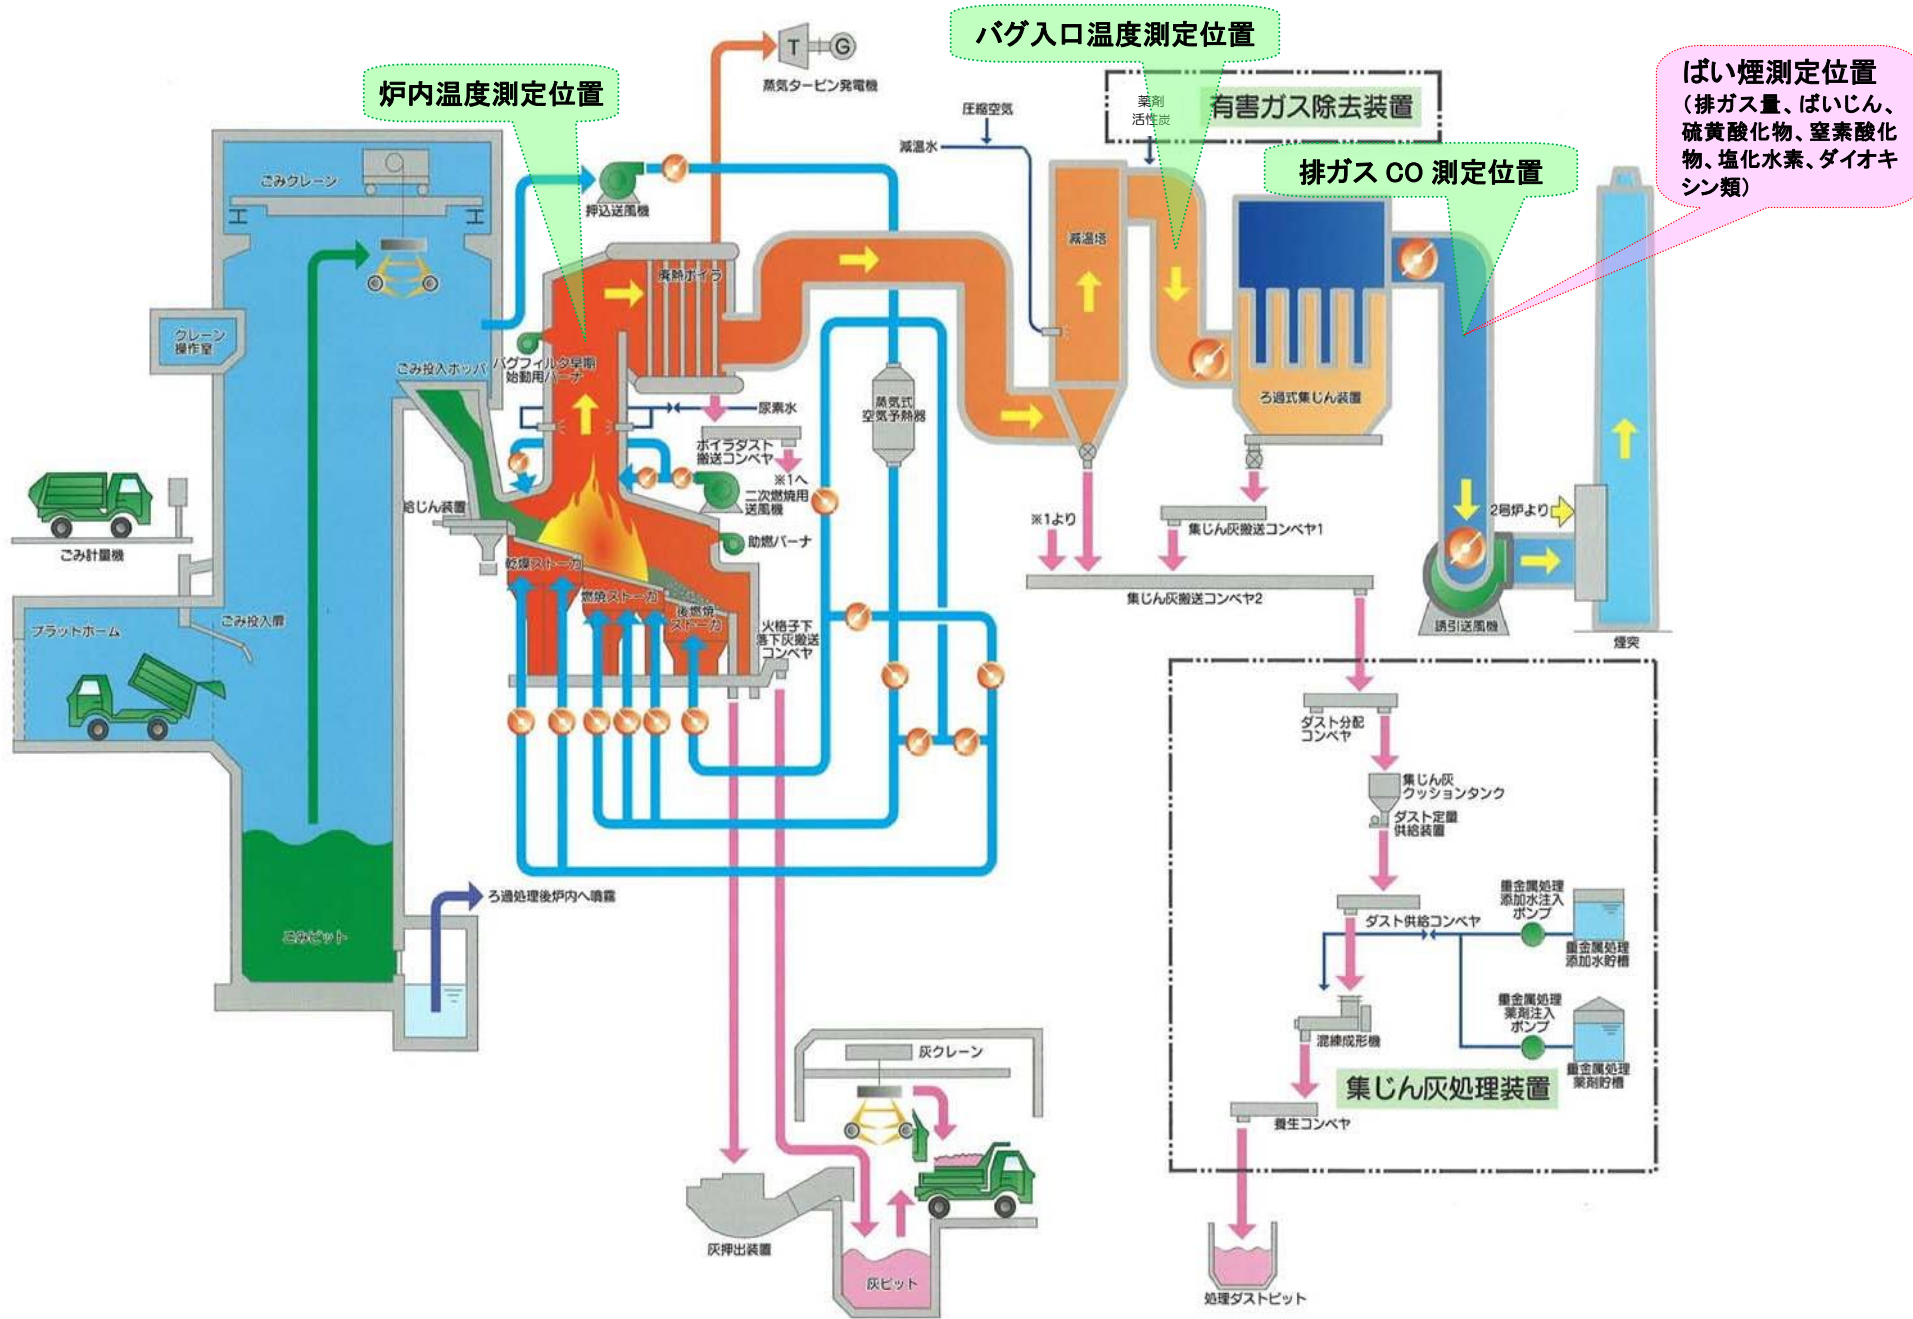 炉内温度測定位置
バグ入口温度測定位置
ばい煙測定位置
（排ガス量、ばいじん、
硫黄酸化物、窒素酸化
物、塩化水素、ダイオキ
シン類）
排ガス CO 測定位置
T
G
蒸気タービン発電機
薬剤
活性炭
有害ガス除去装置
圧縮空気
減温水
ごみクレーン
押込送風機
減温塔
廃熱ボイラ
クレーン
操作室
ごみ投入ホッパ
バグフィルタ早期
始動用バーナ
尿素水
蒸気式
空気予熱器
ろ過式集じん装置
ボイラダスト
搬送コンベヤ
※1へ
二次燃焼用
送風機
給じん装置
助燃バーナ
※1より
集じん灰搬送コンベヤ1
2号炉より
ごみ計量機
乾燥ストーカ
燃焼ストーカ
後燃焼
ストーカ
集じん灰搬送コンベヤ2
誘引送風機
煙突
プラットホーム
ごみ投入扉
火格子下
落下灰搬送
コンベヤ
ダスト分配
コンベヤ
集じん灰
クッションタンク
ダスト定量
供給装置
ろ過処理後炉内へ噴霧
ごみピット
ダスト供給コンベヤ
重金属処理
添加水注入
ポンプ
重金属処理
添加水貯槽
重金属処理
薬剤注入
ポンプ
重金属処理
薬剤貯槽
混練成形機
集じん灰処理装置
養生コンベヤ
灰クレーン
灰押出装置
灰ピット
処理ダストピット